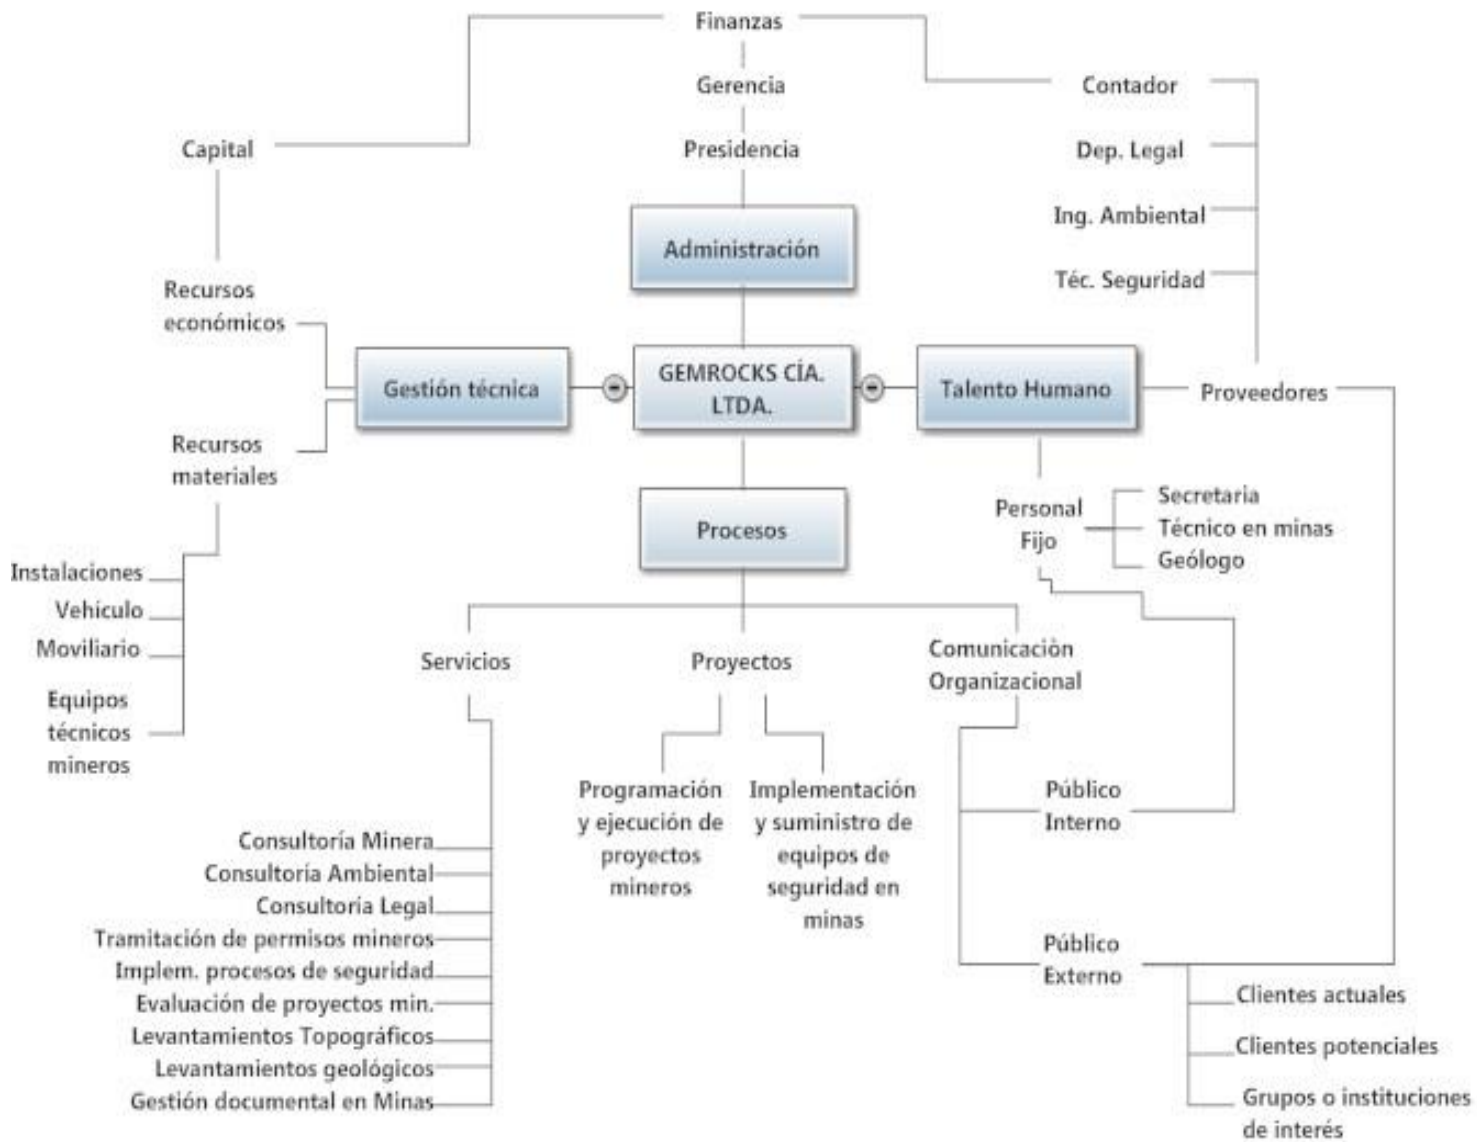 Finanzas
Gerencia
Contador
Capital
Presidencia
Dep. Legal
Ing. Ambiental
Administración
Téc. Seguridad
Recursos
económicos
Gestión técnica
GEMROCKS CÍA.
LTDA.
Talento Humano
Proveedores
Recursos
materiales
Procesos
Personal
Fijo
Secretaria
Técnico en minas
Geólogo
Instalaciones
Vehículo
Moviliario
Equipos
técnicos
mineros
Servicios
Proyectos
Comunicaciòn
Organizacional
Programación
y ejecución de
proyectos
mineros
Implementación
y suministro de
equipos de
seguridad en
minas
Público
Interno
Consultoría Minera
Consultoría Ambiental
Consultoría Legal
Tramitación de permisos mineros
Implem. procesos de seguridad
Evaluación de proyectos min.
Levantamientos Topográficos
Levantamientos geológicos
Gestión documental en Minas
Público
Externo
Clientes actuales
Clientes potenciales
Grupos o instituciones
de interés